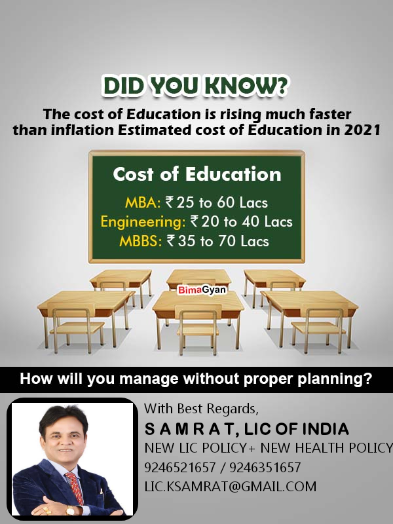 DID YOU KNOW?
The cost of Education is rising much faster
than inflation Estimated cost of Education in 2021
Cost of Education
MBA: ₹ 25 to 60 Lacs
Engineering: ₹ 20 to 40 Lacs
MBBS: ₹ 35 to 70 Lacs
BimaGyan
How will you manage without proper planning?
With Best Regards,
S A M R A T, LIC OF INDIA
NEW LIC POLICY+ NEW HEALTH POLICY
9246521657 / 9246351657
LIC.KSAMRAT@GMAIL.COM